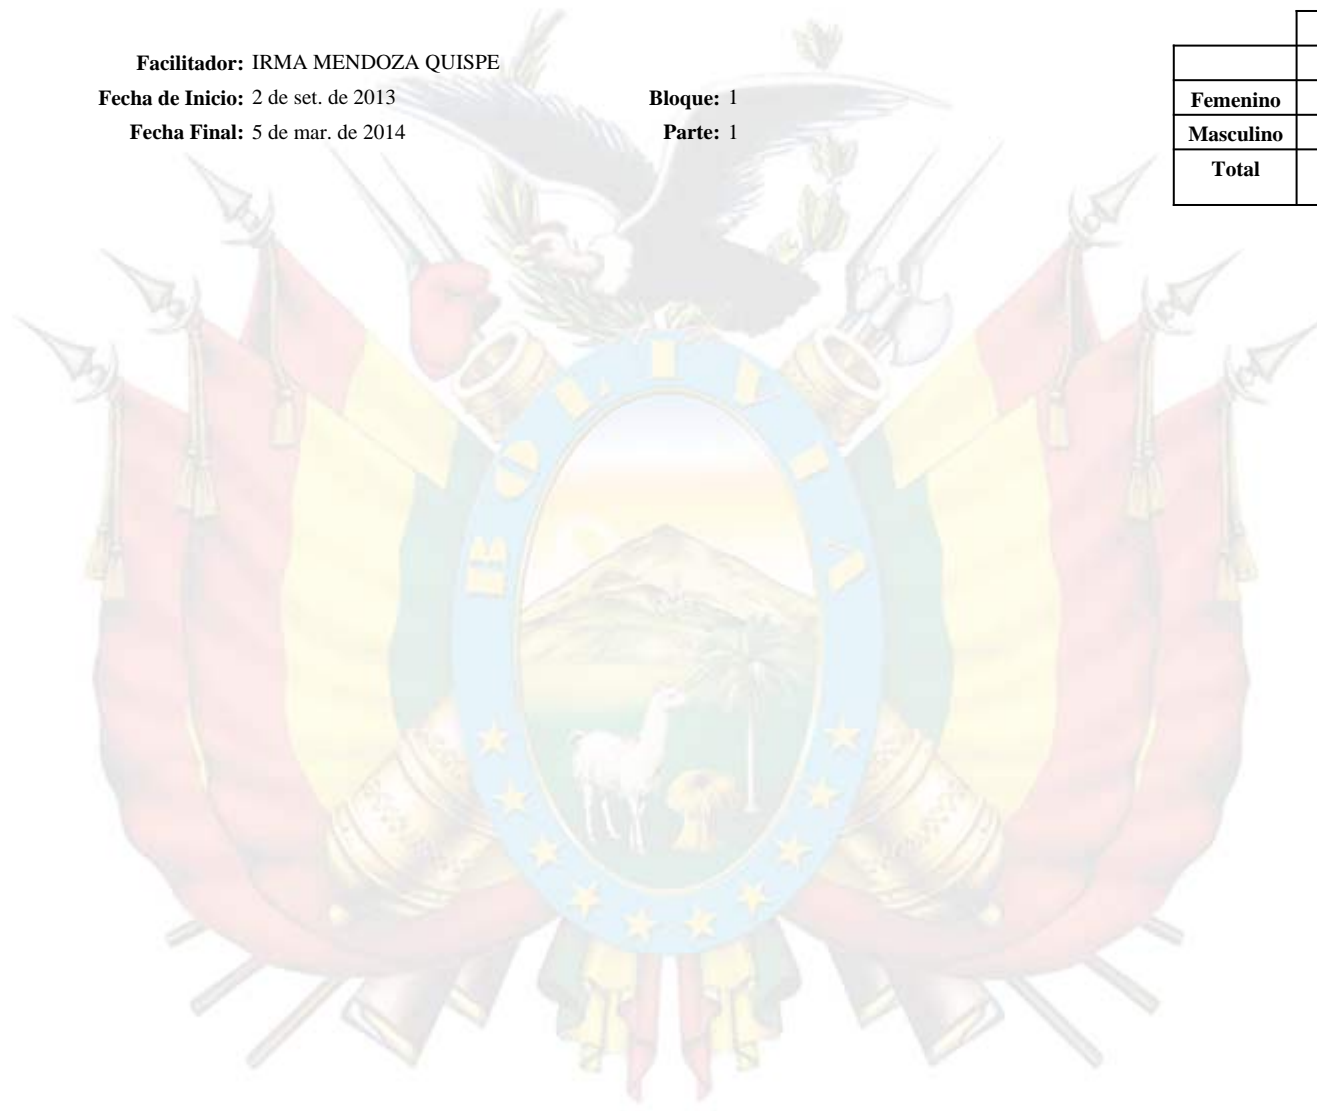 Facilitador: IRMA MENDOZA QUISPE
Fecha de Inicio: 2 de set. de 2013 Bloque: 1
Fecha Final: 5 de mar. de 2014 Parte: 1
Femenino
Masculino
Total
BOLIVIA